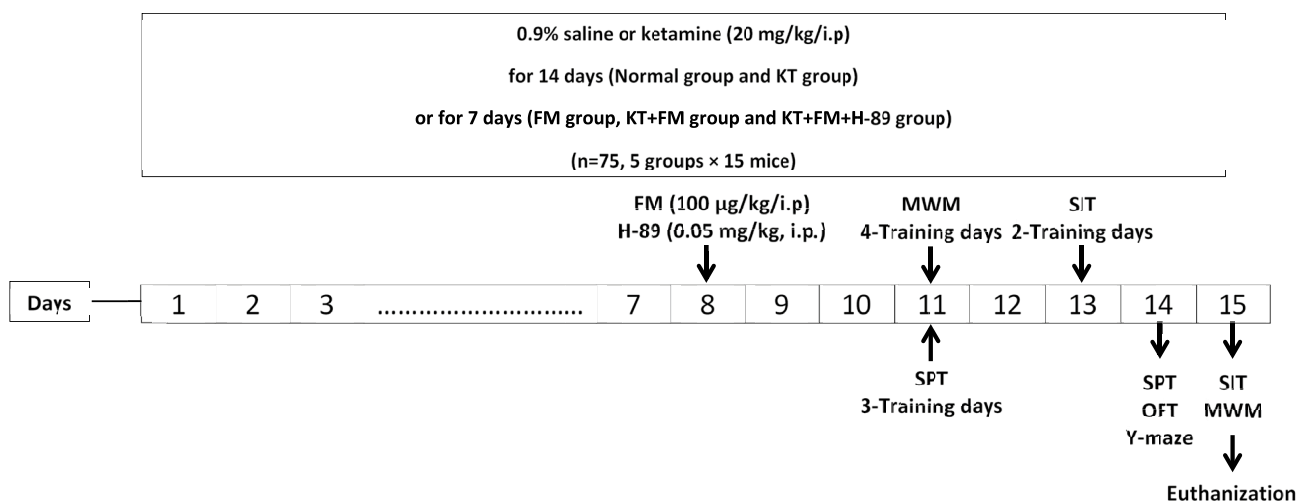 0.9% saline or ketamine (20 mg/kg/i.p)
for 14 days (Normal group and KT group)
or for 7 days (FM group, KT+FM group and KT+FM+H-89 group)
(n=75, 5 groups × 15 mice)
FM (100 µg/kg/i.p)
H-89 (0.05 mg/kg, i.p.)
MWM
4-Training days
SIT
2-Training days
Days 1 2 3 .............................. 7 8 9 10 11 12 13 14 15
SPT
3-Training days
SPT
OFT
Y-maze
SIT
MWM
Euthanization